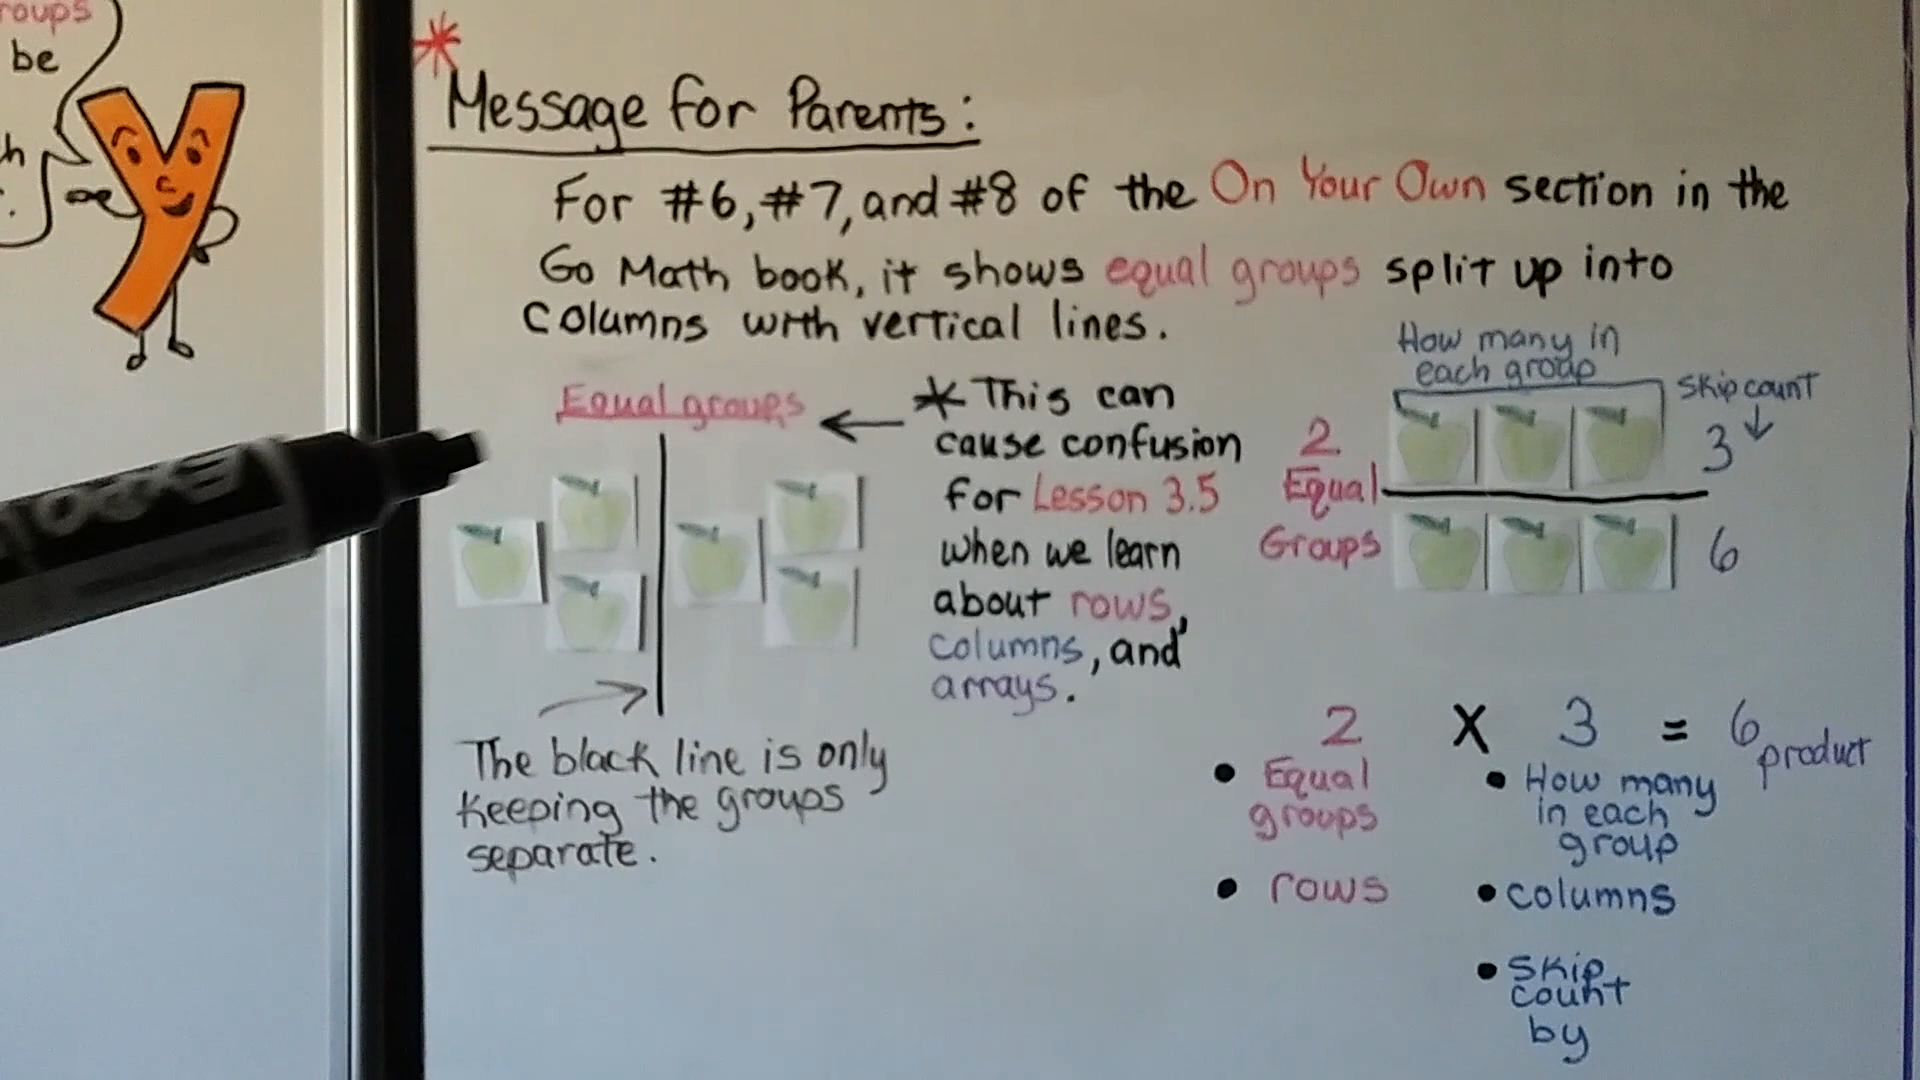 roups
be
h
Message for Parents:
For #6, #7, and #8 of the On Your Own section in the
Go Math book, it shows equal groups split up into
columns with vertical lines.
Equal groups
* This can
cause confusion
for Lesson 3.5
when we learn
about rows,
columns, and
arrays.
The black line is only
keeping the groups
separate.
How many in
each group
skip count
2
Equal
Groups
3
6
2 X 3 = 6 product
• Equal
groups
• rows
• How many
in each
group
• columns
• skip
count
by